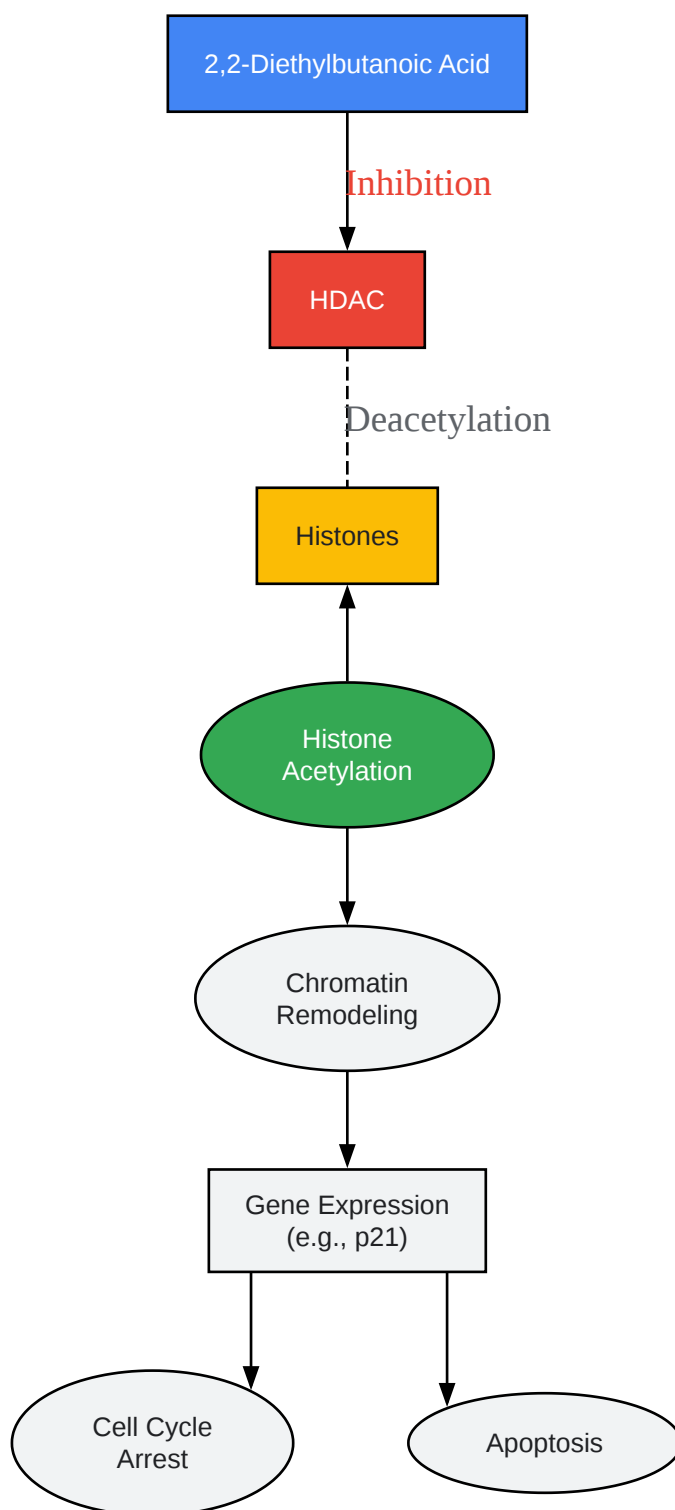 2,2-Diethylbutanoic Acid
Inhibition
HDAC
Deacetylation
Histones
Histone
Acetylation
Chromatin
Remodeling
Gene Expression
(e.g., p21)
Cell Cycle
Arrest
Apoptosis